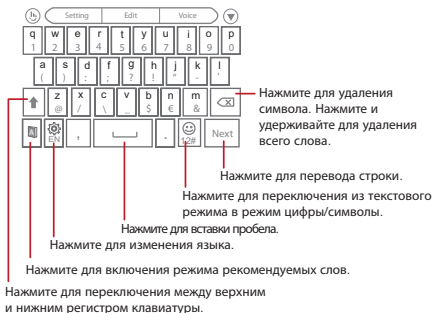 Setting Edit Voice
q w e r t y u i o p
1 2 3 4 5 6 7 8 9 0
a s d f g h j k l
( ) : ; ? ! " - '
z x c v b n m
@ / \ _ $ € &
EN , . 12# Next
Нажмите для удаления
символа. Нажмите и
удерживайте для удаления
всего слова.
Нажмите для перевода строки.
Нажмите для переключения из текстового
режима в режим цифры/символы.
Нажмите для вставки пробела.
Нажмите для изменения языка.
Нажмите для включения режима рекомендуемых слов.
Нажмите для переключения между верхним
и нижним регистром клавиатуры.